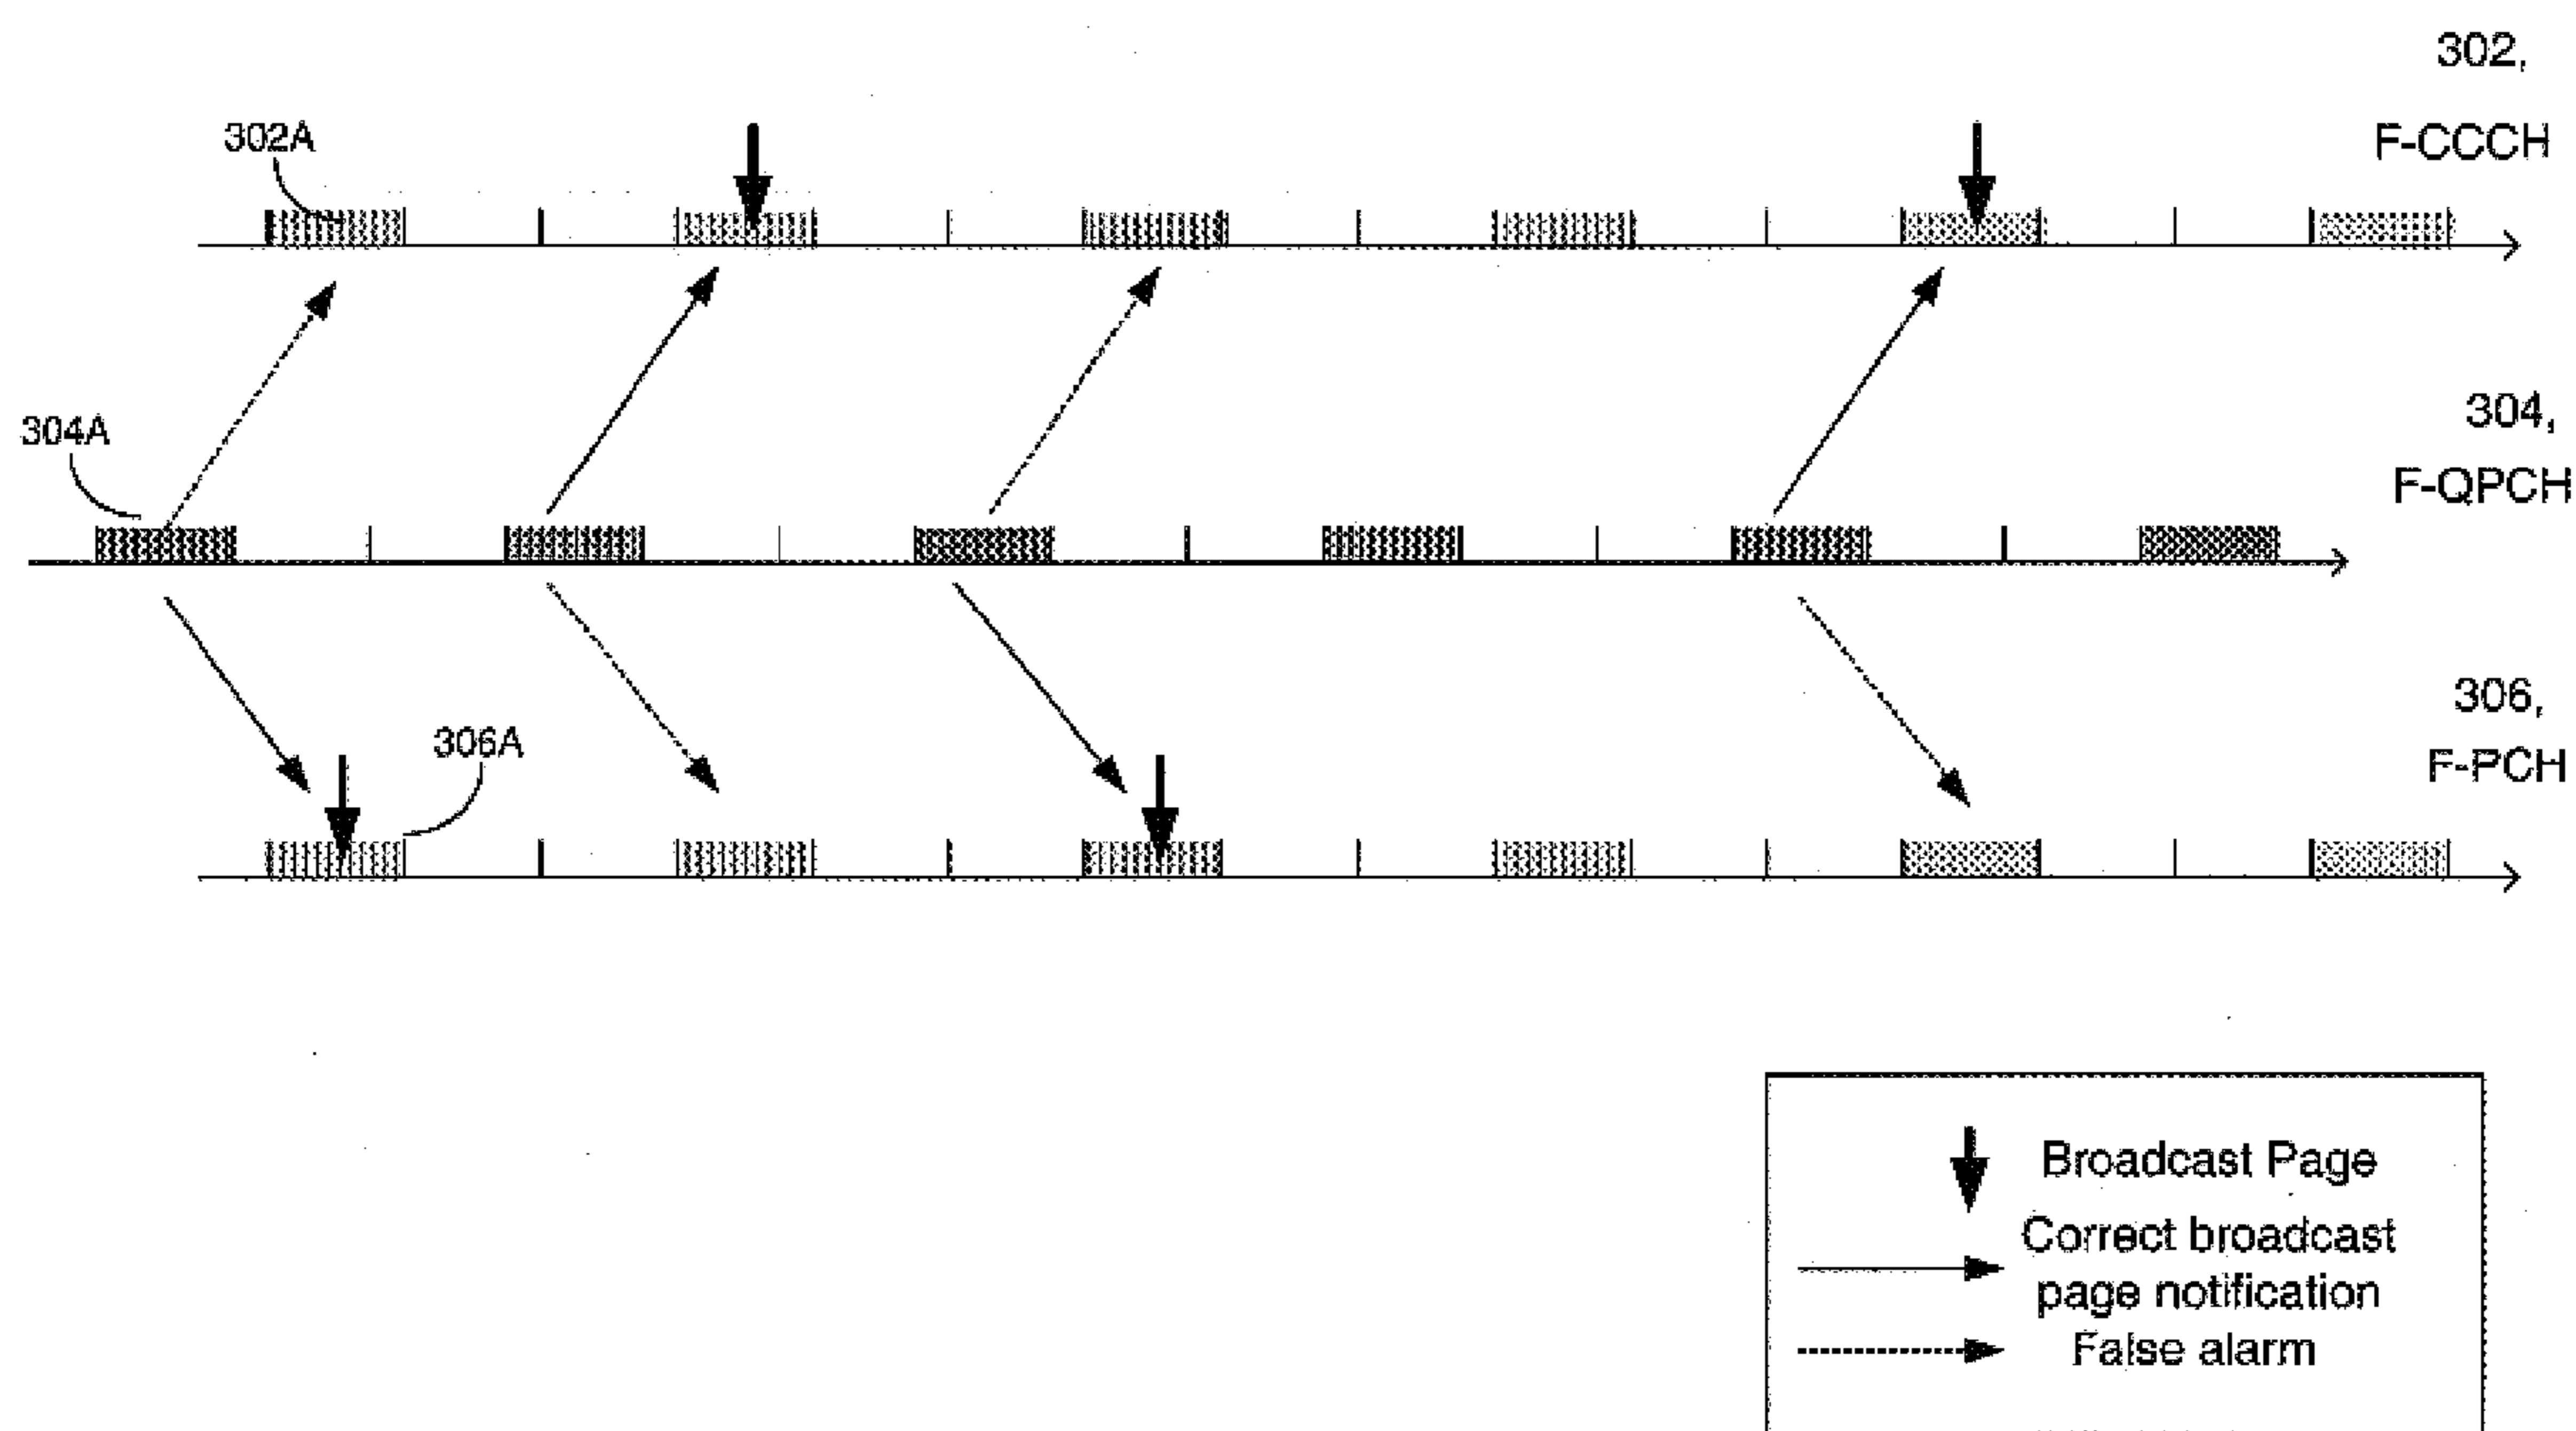 302,
F-CCCH
302A
304A
304,
F-QPCH
306,
F-PCH
306A
Broadcast Page
Correct broadcast
page notification
False alarm